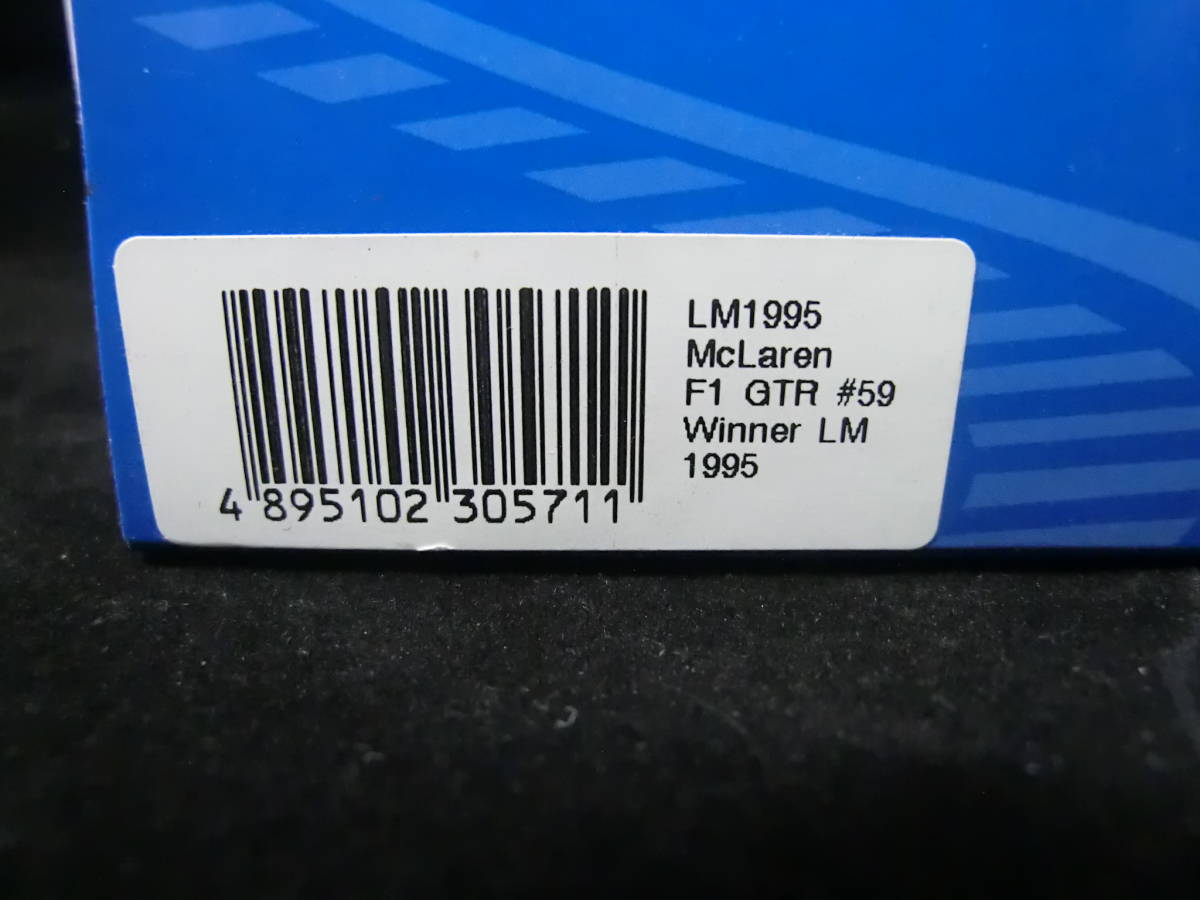 LM1995
McLaren
F1 GTR #59
Winner LM
1995
4 895102 305711